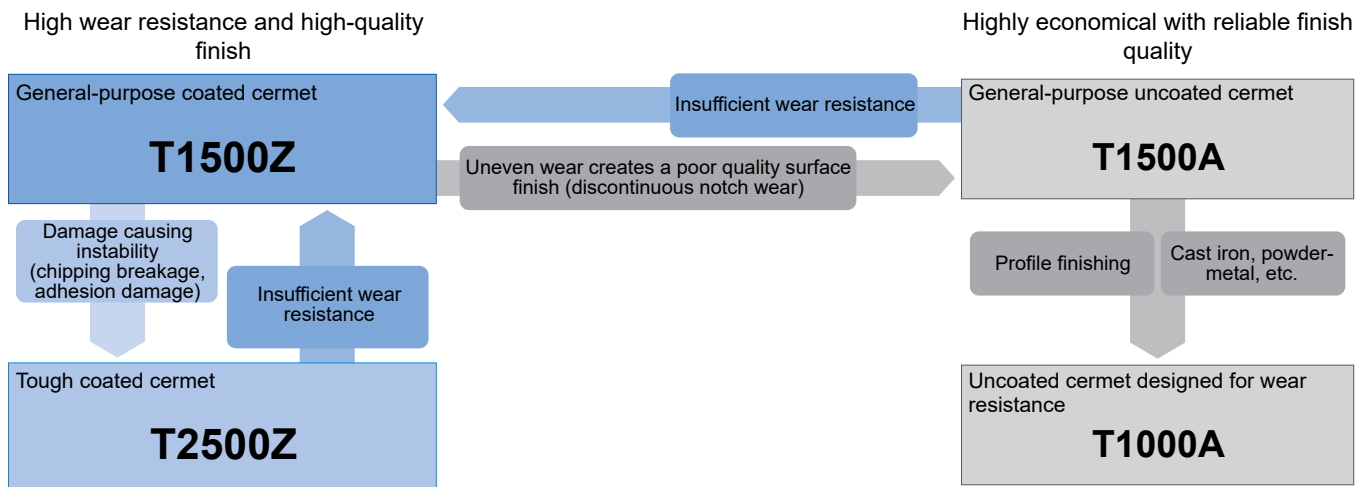 High wear resistance and high-quality
finish
Highly economical with reliable finish
quality
General-purpose coated cermet
T1500Z
Insufficient wear resistance
General-purpose uncoated cermet
T1500A
Uneven wear creates a poor quality surface
finish (discontinuous notch wear)
Damage causing
instability
(chipping breakage,
adhesion damage)
Insufficient wear
resistance
Profile finishing
Cast iron, powder-
metal, etc.
Tough coated cermet
T2500Z
Uncoated cermet designed for wear
resistance
T1000A